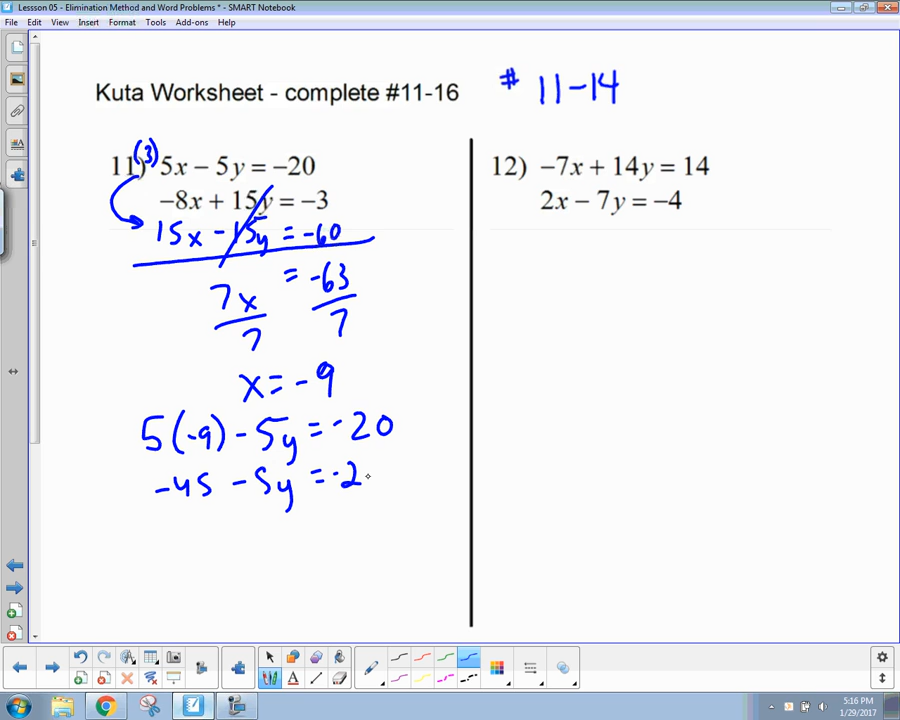 Lessson 05 - Elimination Method and Word Problems * - SMART Notebook
File Edit View Insert Format Tools Add-ons Help
Kuta Worksheet - complete #11-16
# 11-14
11) (3) 5x − 5y = −20
−8x + 15y = −3
15x - 15y = -60
7x = -63
7 7
x = -9
5(-9) - 5y = -20
-45 - 5y = -2
12) −7x + 14y = 14
2x − 7y = −4
5:16 PM
1/29/2017